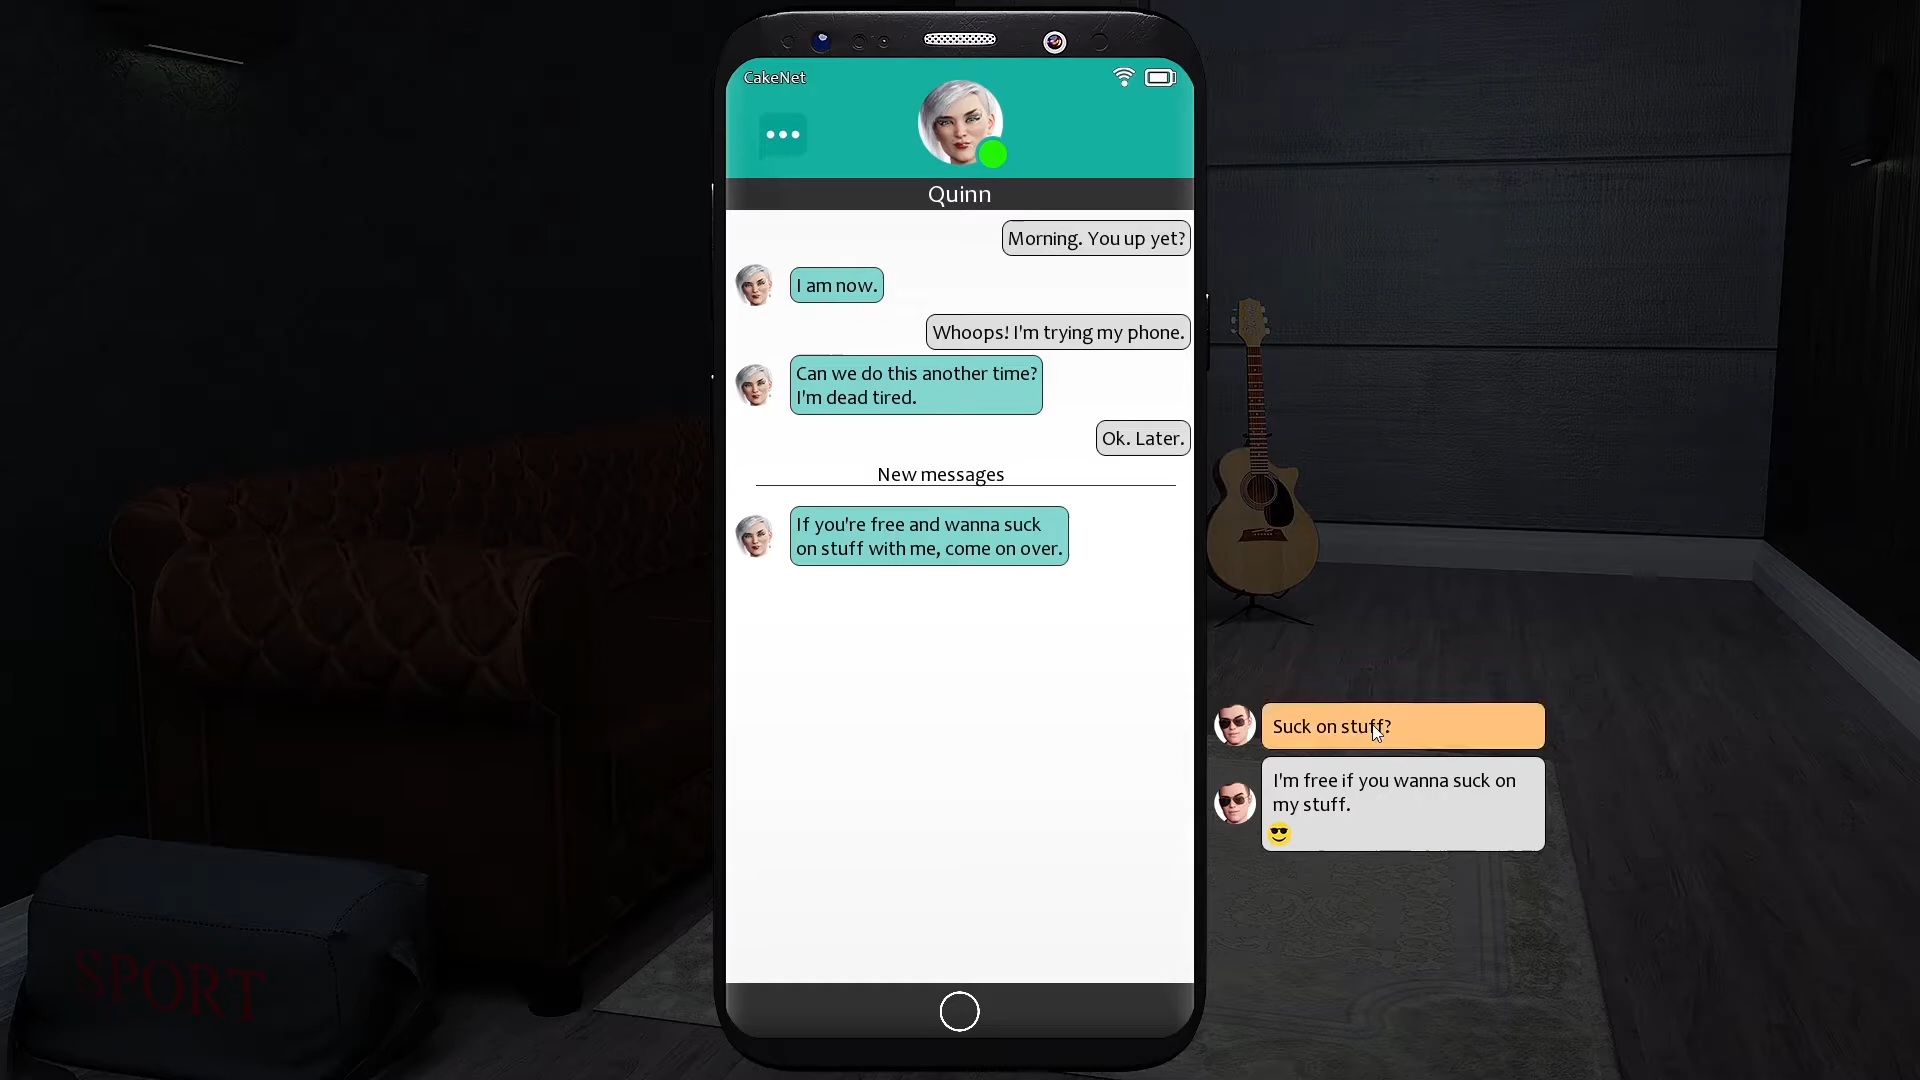 CakeNet
Quinn
Morning. You up yet?
I am now.
Whoops! I'm trying my phone.
Can we do this another time?
I'm dead tired.
Ok. Later.
New messages
If you're free and wanna suck
on stuff with me, come on over.
Suck on stuff?
I'm free if you wanna suck on
my stuff.
SPORT